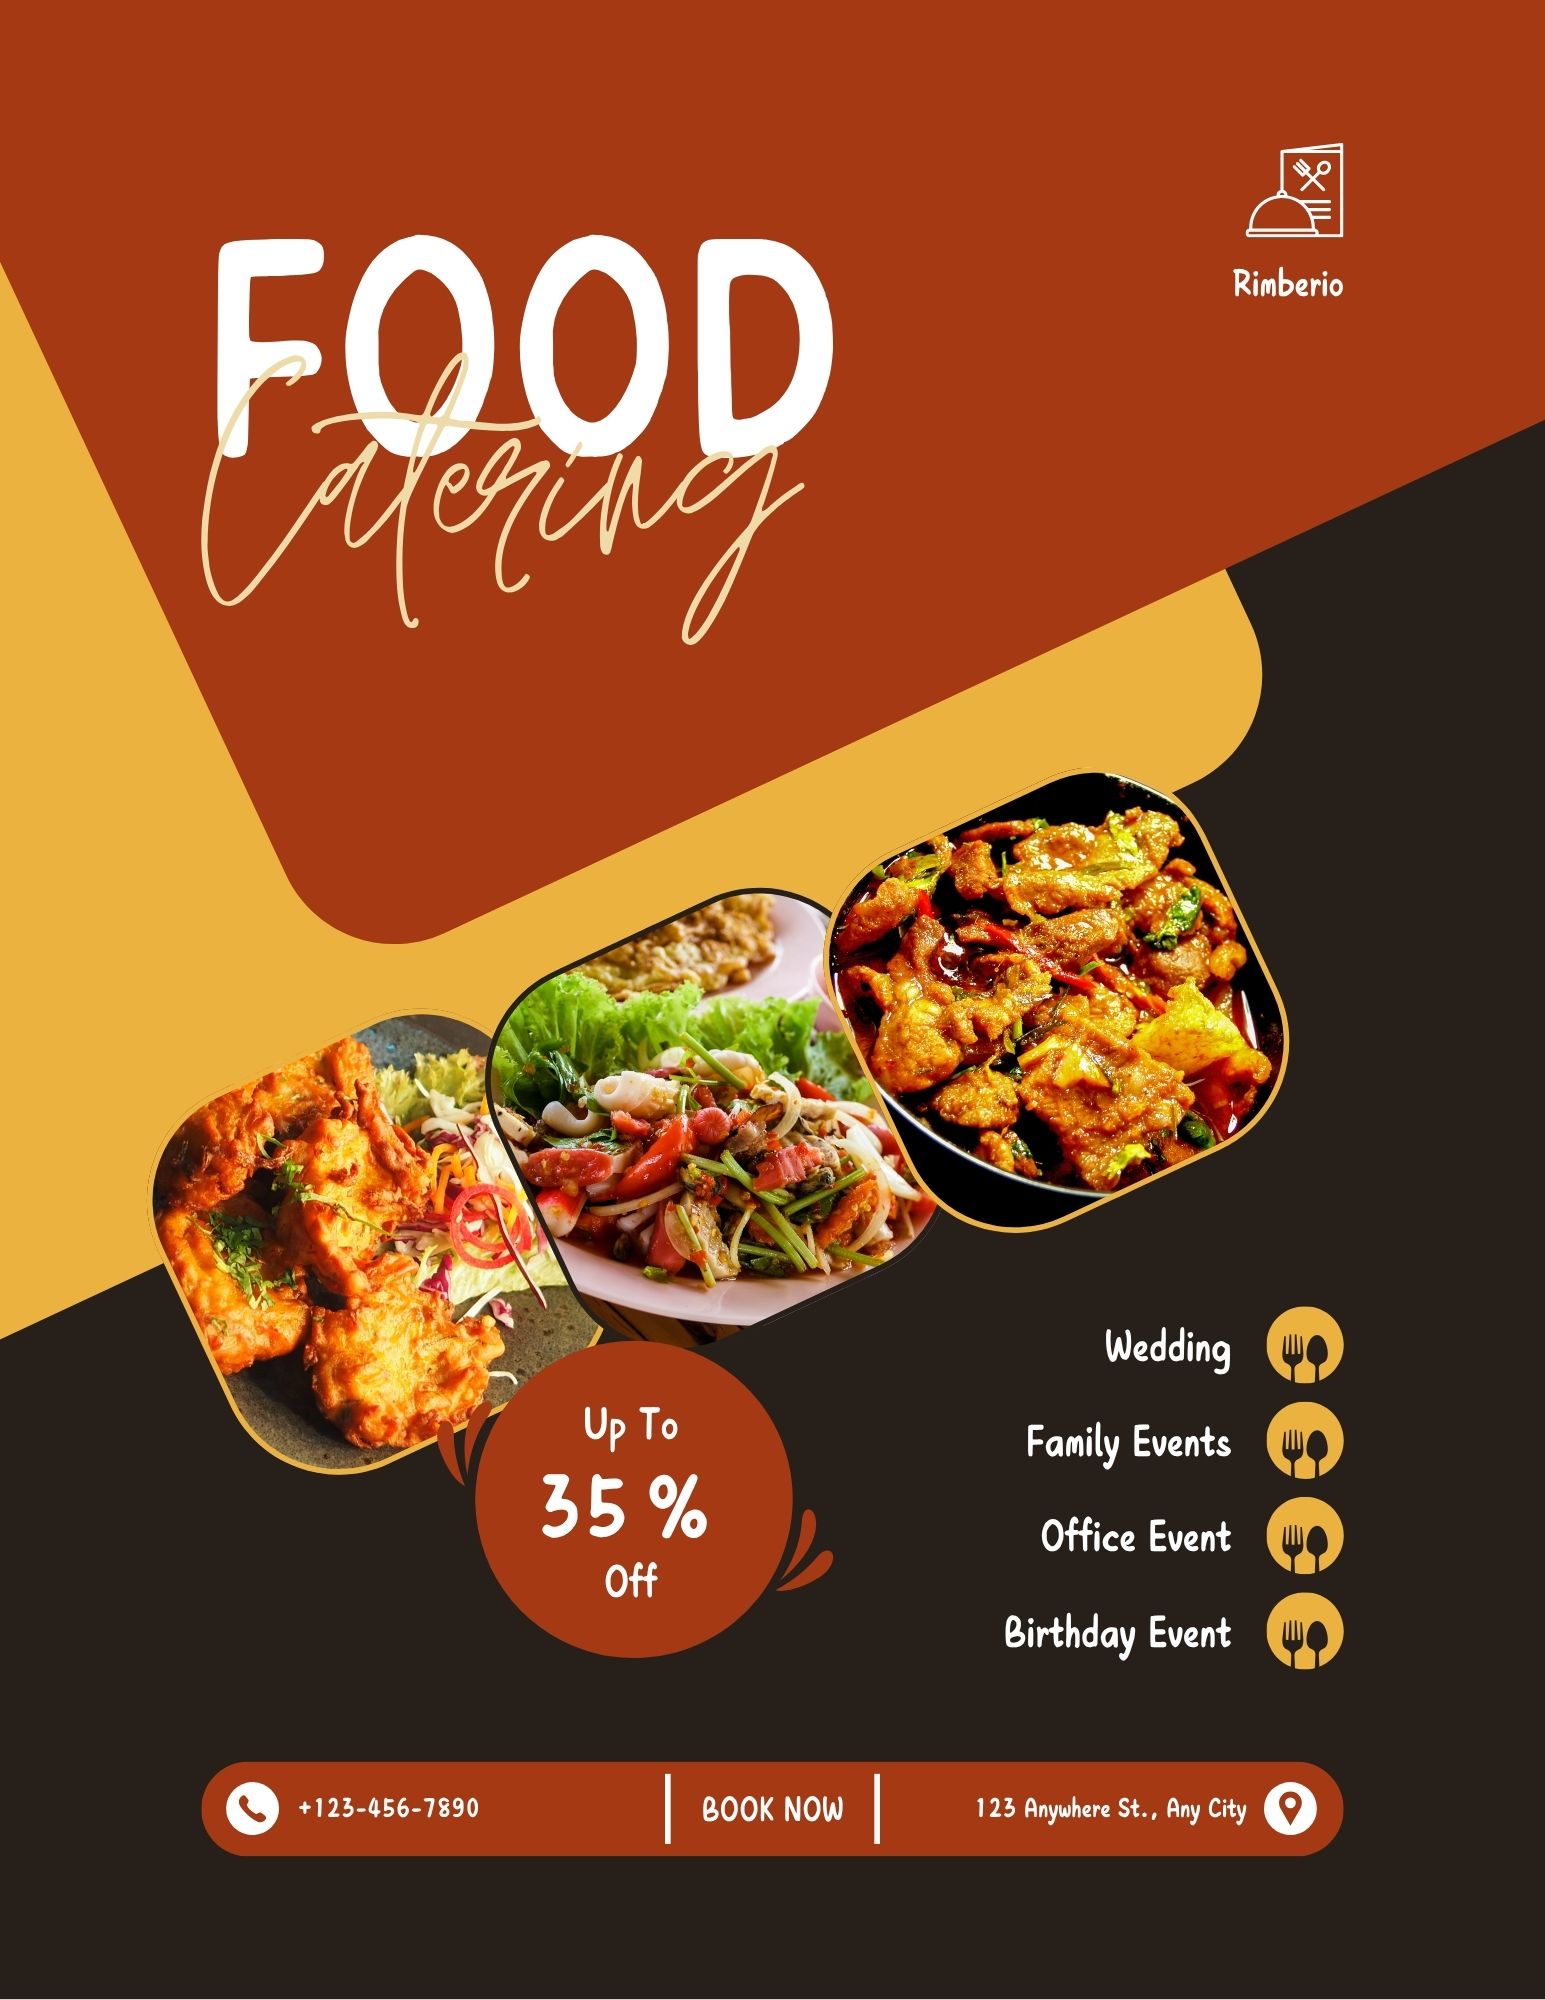 FOOD
Catering
Rimberio
Wedding
Family Events
Office Event
Birthday Event
Up To
35 %
Off
+123-456-7890
BOOK NOW
123 Anywhere St., Any City